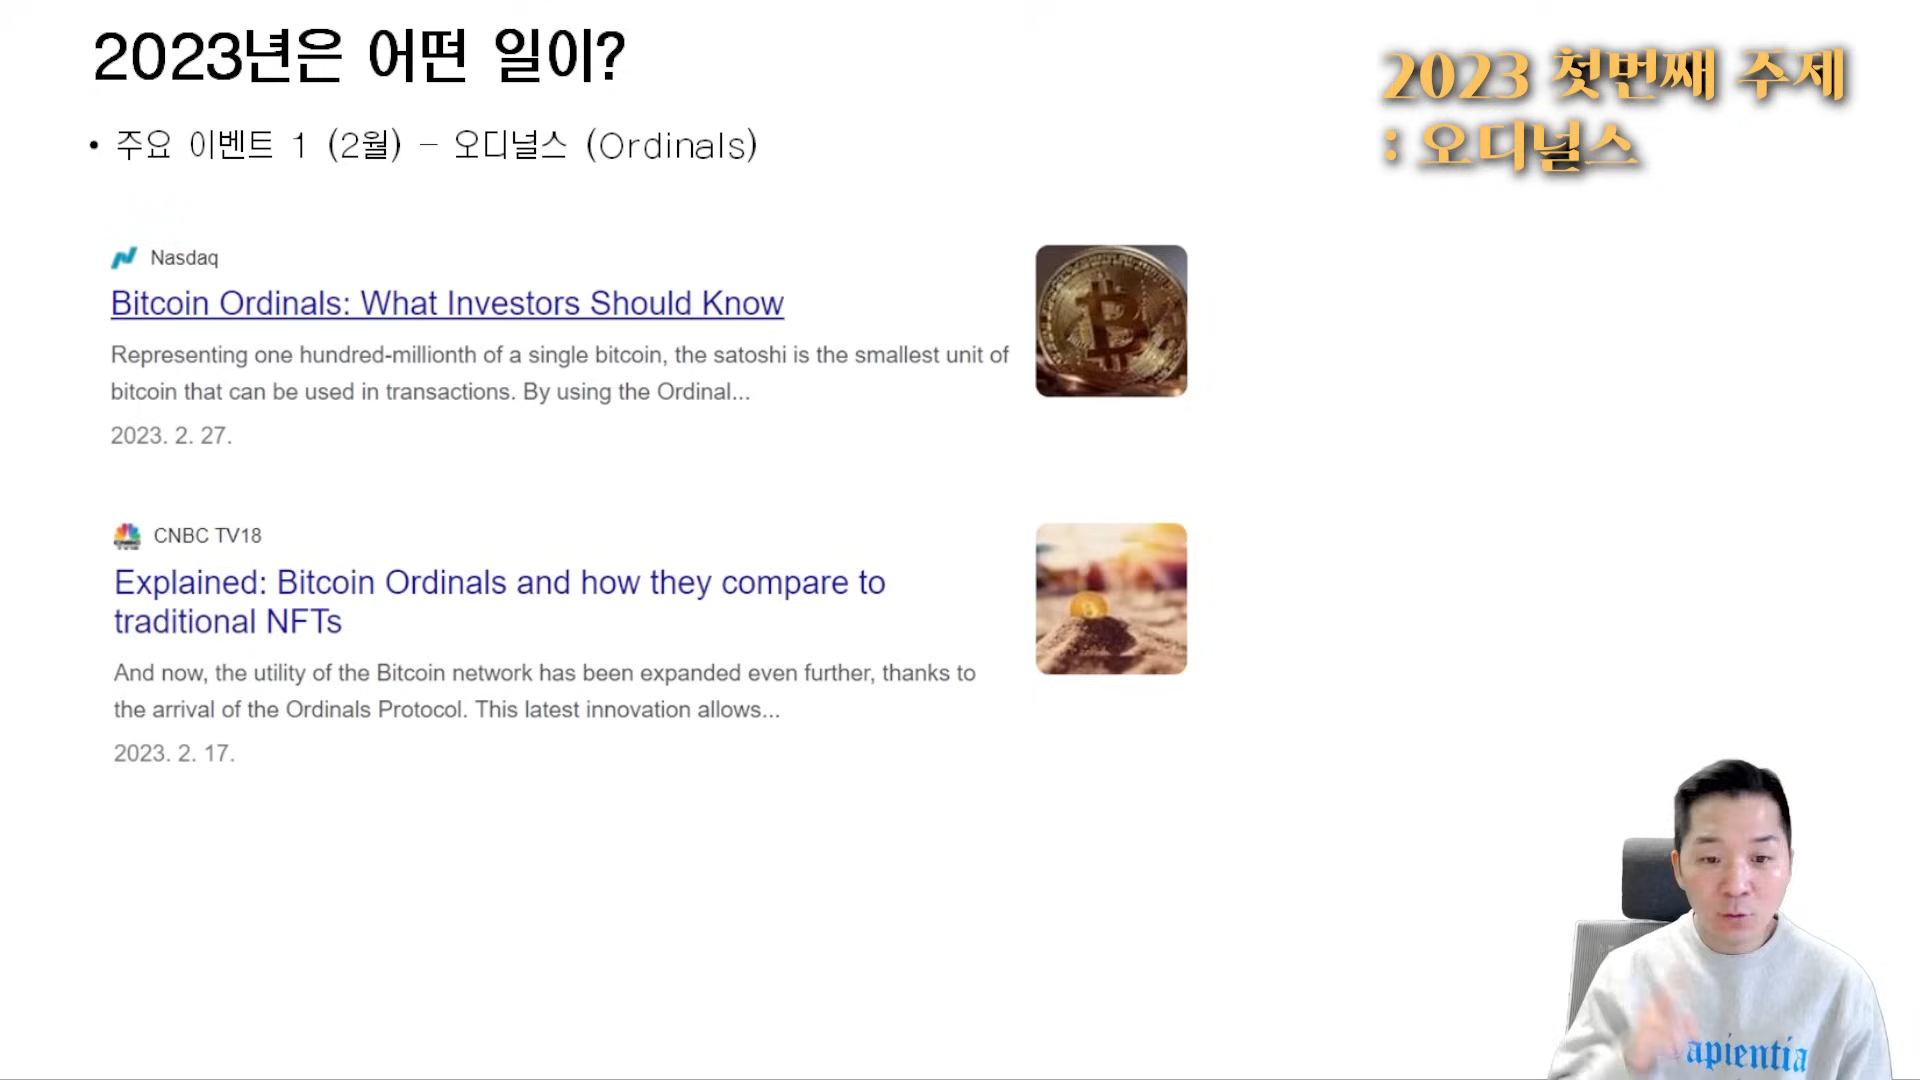 2023년은 어떤 일이?
2023 첫번째 주제
: 오디널스
• 주요 이벤트 1 (2월) – 오디널스 (Ordinals)
Nasdaq
Bitcoin Ordinals: What Investors Should Know
Representing one hundred-millionth of a single bitcoin, the satoshi is the smallest unit of
bitcoin that can be used in transactions. By using the Ordinal...
2023. 2. 27.
CNBC TV18
Explained: Bitcoin Ordinals and how they compare to
traditional NFTs
And now, the utility of the Bitcoin network has been expanded even further, thanks to
the arrival of the Ordinals Protocol. This latest innovation allows...
2023. 2. 17.
apientia